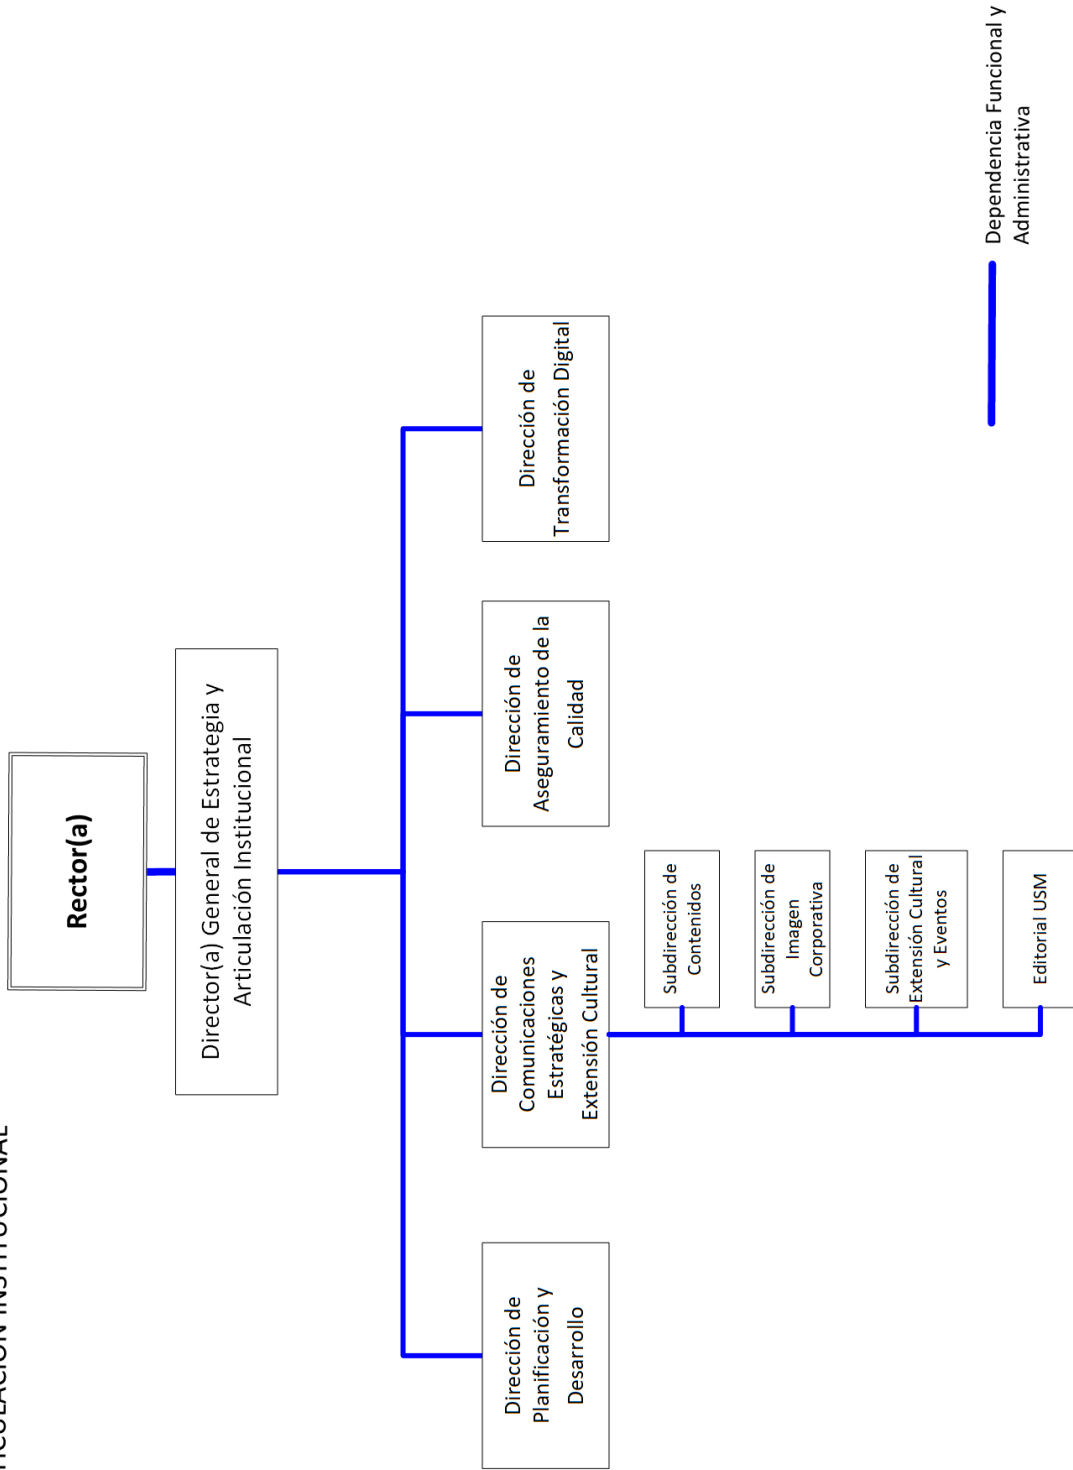 TICULACIÓN INSTITUCIONAL
Rector(a)
Director(a) General de Estrategia y
Articulación Institucional
Dirección de
Planificación y
Desarrollo
Dirección de
Comunicaciones
Estratégicas y
Extensión Cultural
Dirección de
Aseguramiento de la
Calidad
Dirección de
Transformación Digital
Subdirección de
Contenidos
Subdirección de
Imagen
Corporativa
Subdirección de
Extensión Cultural
y Eventos
Editorial USM
Dependencia Funcional y
Administrativa